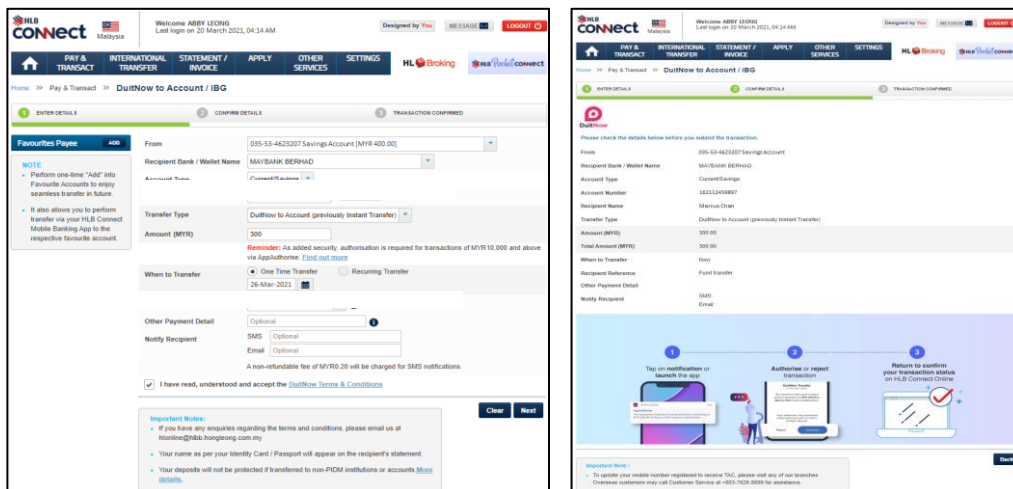 HLB
CONNect
Malaysia
Welcome ABBY LEONG
Last login on 20 March 2021, 04:14 AM
Designed by You
MESSAGE
LOGOUT
PAY & TRANSACT
INTERNATIONAL TRANSFER
STATEMENT / INVOICE
APPLY
OTHER SERVICES
SETTINGS
HL Broking
HLB Pocket CONNECT
Home >> Pay & Transact >> DuitNow to Account / IBG
1 ENTER DETAILS
2 CONFIRM DETAILS
3 TRANSACTION CONFIRMED
Favourites Payee ADD
NOTE
Perform one-time "Add" into
Favourite Accounts to enjoy
seamless transfer in future.
It also allows you to perform
transfer via your HLB Connect
Mobile Banking App to the
respective favourite account.
From 035-53-4623207 Savings Account [MYR 400.00]
Recipient Bank / Wallet Name MAYBANK BERHAD
Account Type Current/Savings
Transfer Type DuitNow to Account (previously Instant Transfer)
Amount (MYR) 300
Reminder: As added security, authorisation is required for transactions of MYR10,000 and above
via AppAuthorise. Find out more
When to Transfer One Time Transfer Recurring Transfer
26-Mar-2021
Other Payment Detail Optional
Notify Recipient SMS Optional
Email Optional
A non-refundable fee of MYR0.20 will be charged for SMS notifications.
I have read, understood and accept the DuitNow Terms & Conditions
Clear Next
Important Notes:
If you have any enquiries regarding the terms and conditions, please email us at
hlonline@hlbb.hongleong.com.my
Your name as per your Identity Card / Passport will appear on the recipient's statement.
Your deposits will not be protected if transferred to non-PIDM institutions or accounts.More
details.
HLB
CONNect
Malaysia
Welcome ABBY LEONG
Last login on 20 March 2021, 04:14 AM
Designed by You
MESSAGE
LOGOUT
PAY & TRANSACT
INTERNATIONAL TRANSFER
STATEMENT / INVOICE
APPLY
OTHER SERVICES
SETTINGS
HL Broking
HLB Pocket CONNE
Home >> Pay & Transact >> DuitNow to Account / IBG
1 ENTER DETAILS
2 CONFIRM DETAILS
3 TRANSACTION CONFIRMED
DuitNow
Please check the details below before you submit the transaction.
From 035-53-4623207 Savings Account
Recipient Bank / Wallet Name MAYBANK BERHAD
Account Type Current/Savings
Account Number 162112459897
Recipient Name Marcus Chan
Transfer Type DuitNow to Account (previously Instant Transfer)
Amount (MYR) 300.00
Total Amount (MYR) 300.00
When to Transfer Now
Recipient Reference Fund transfer
Other Payment Detail
Notify Recipient SMS
Email
1
2
3
Tap on notification or
launch the app
Authorise or reject
transaction
Return to confirm
your transaction status
on HLB Connect Online
DuitNow Transfer
Back
Important Note :
To update your mobile number registered to receive TAC, please visit any of our branches.
Overseas customers may call Customer Service at +603-7626 8899 for assistance.